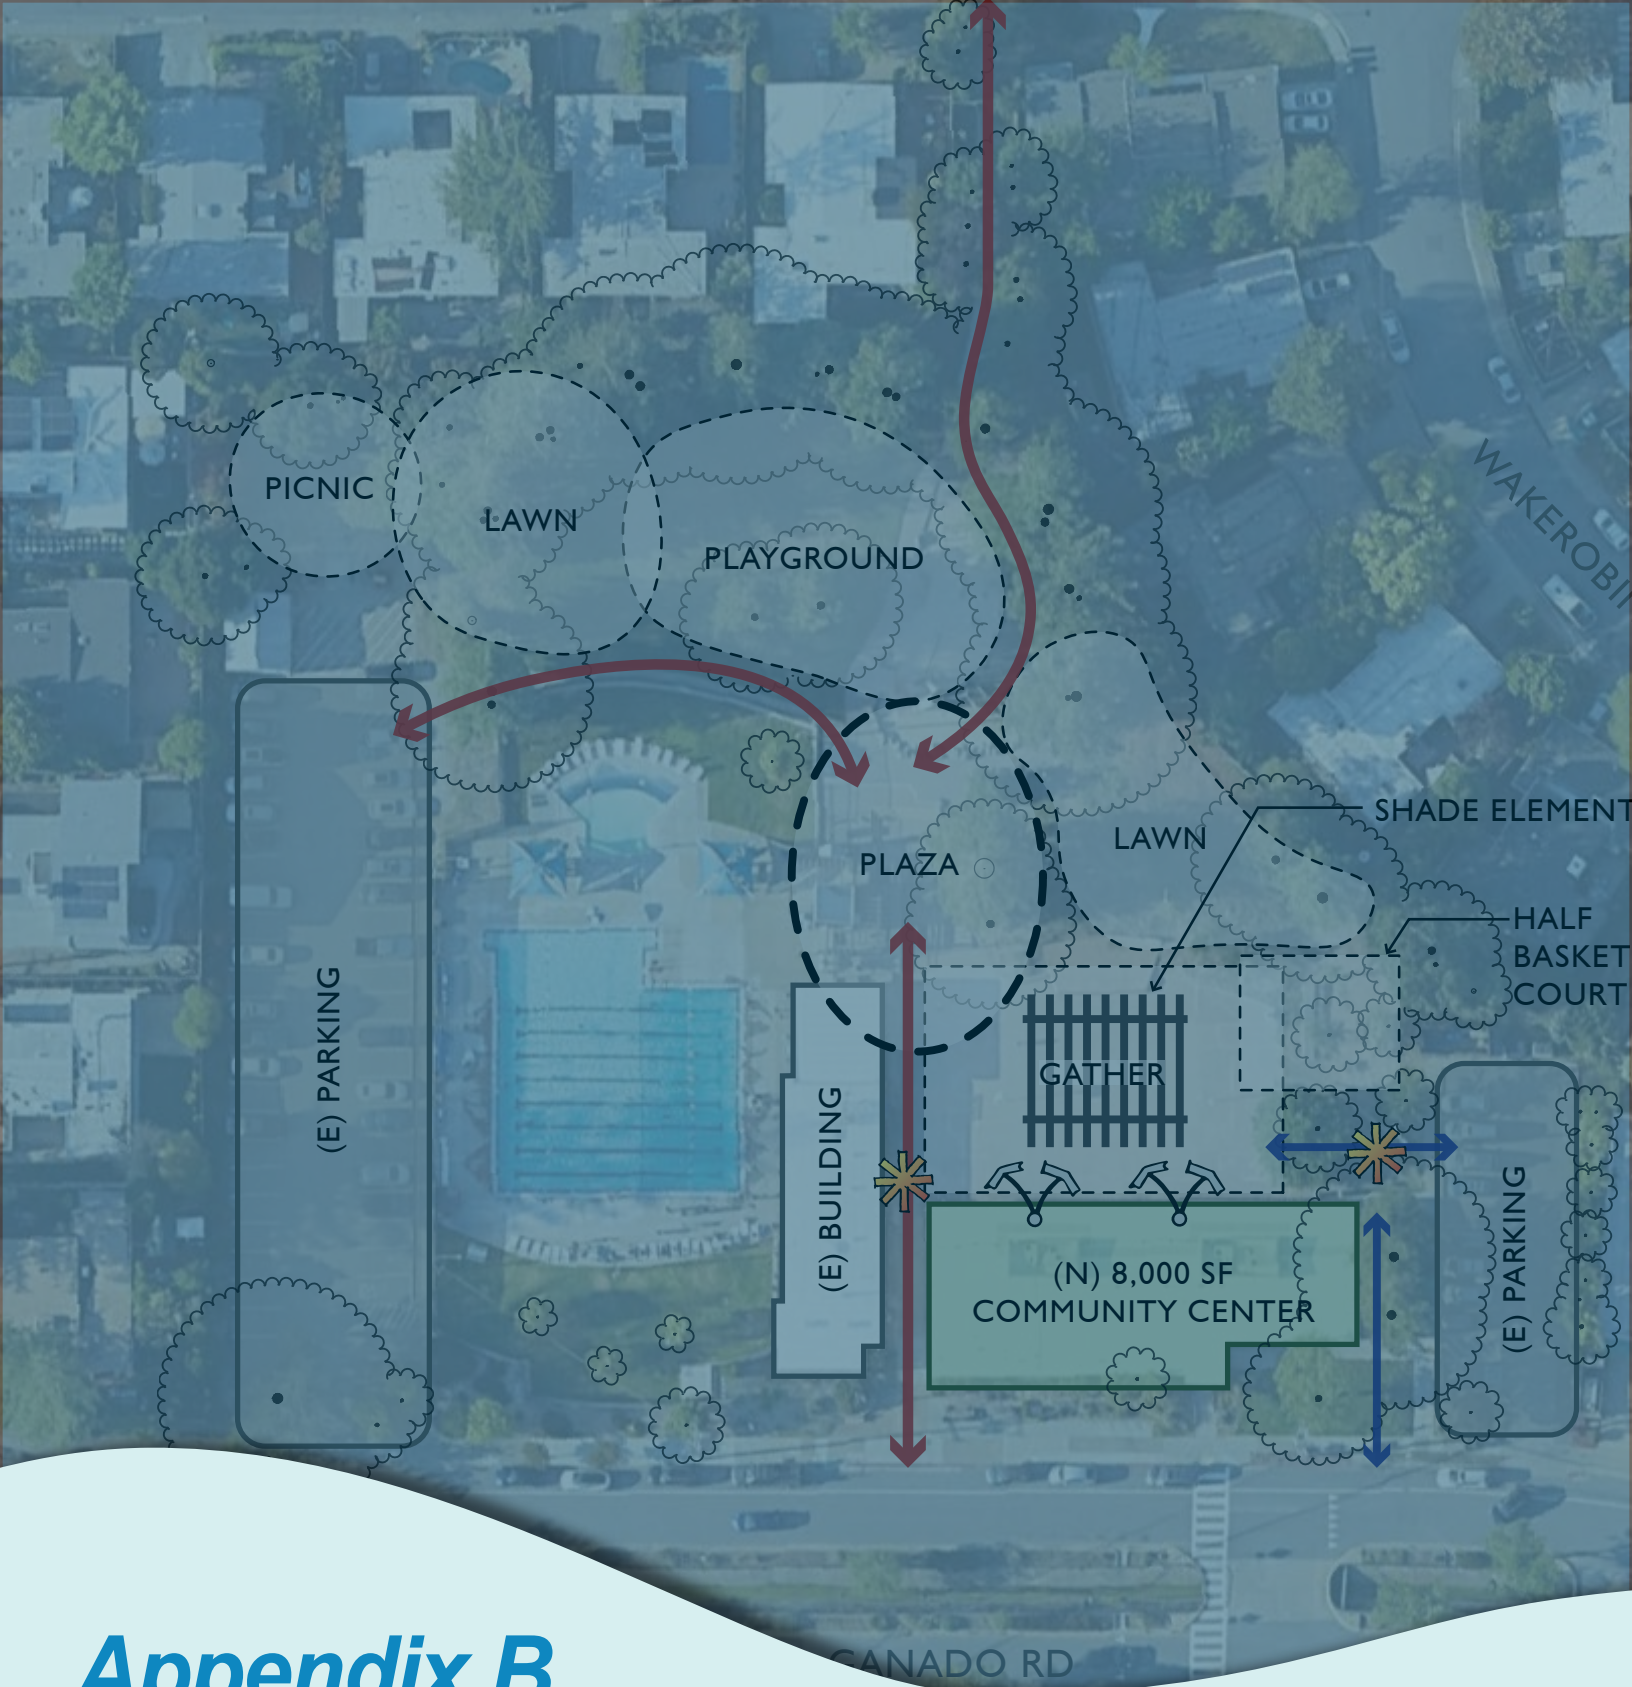 PICNIC
LAWN
PLAYGROUND
SHADE ELEMENT
LAWN
PLAZA
HALF
BASKET
COURT
(E) PARKING
GATHER
(E) BUILDING
(N) 8,000 SF
COMMUNITY CENTER
(E) PARKING
CANADO RD
Appendix B